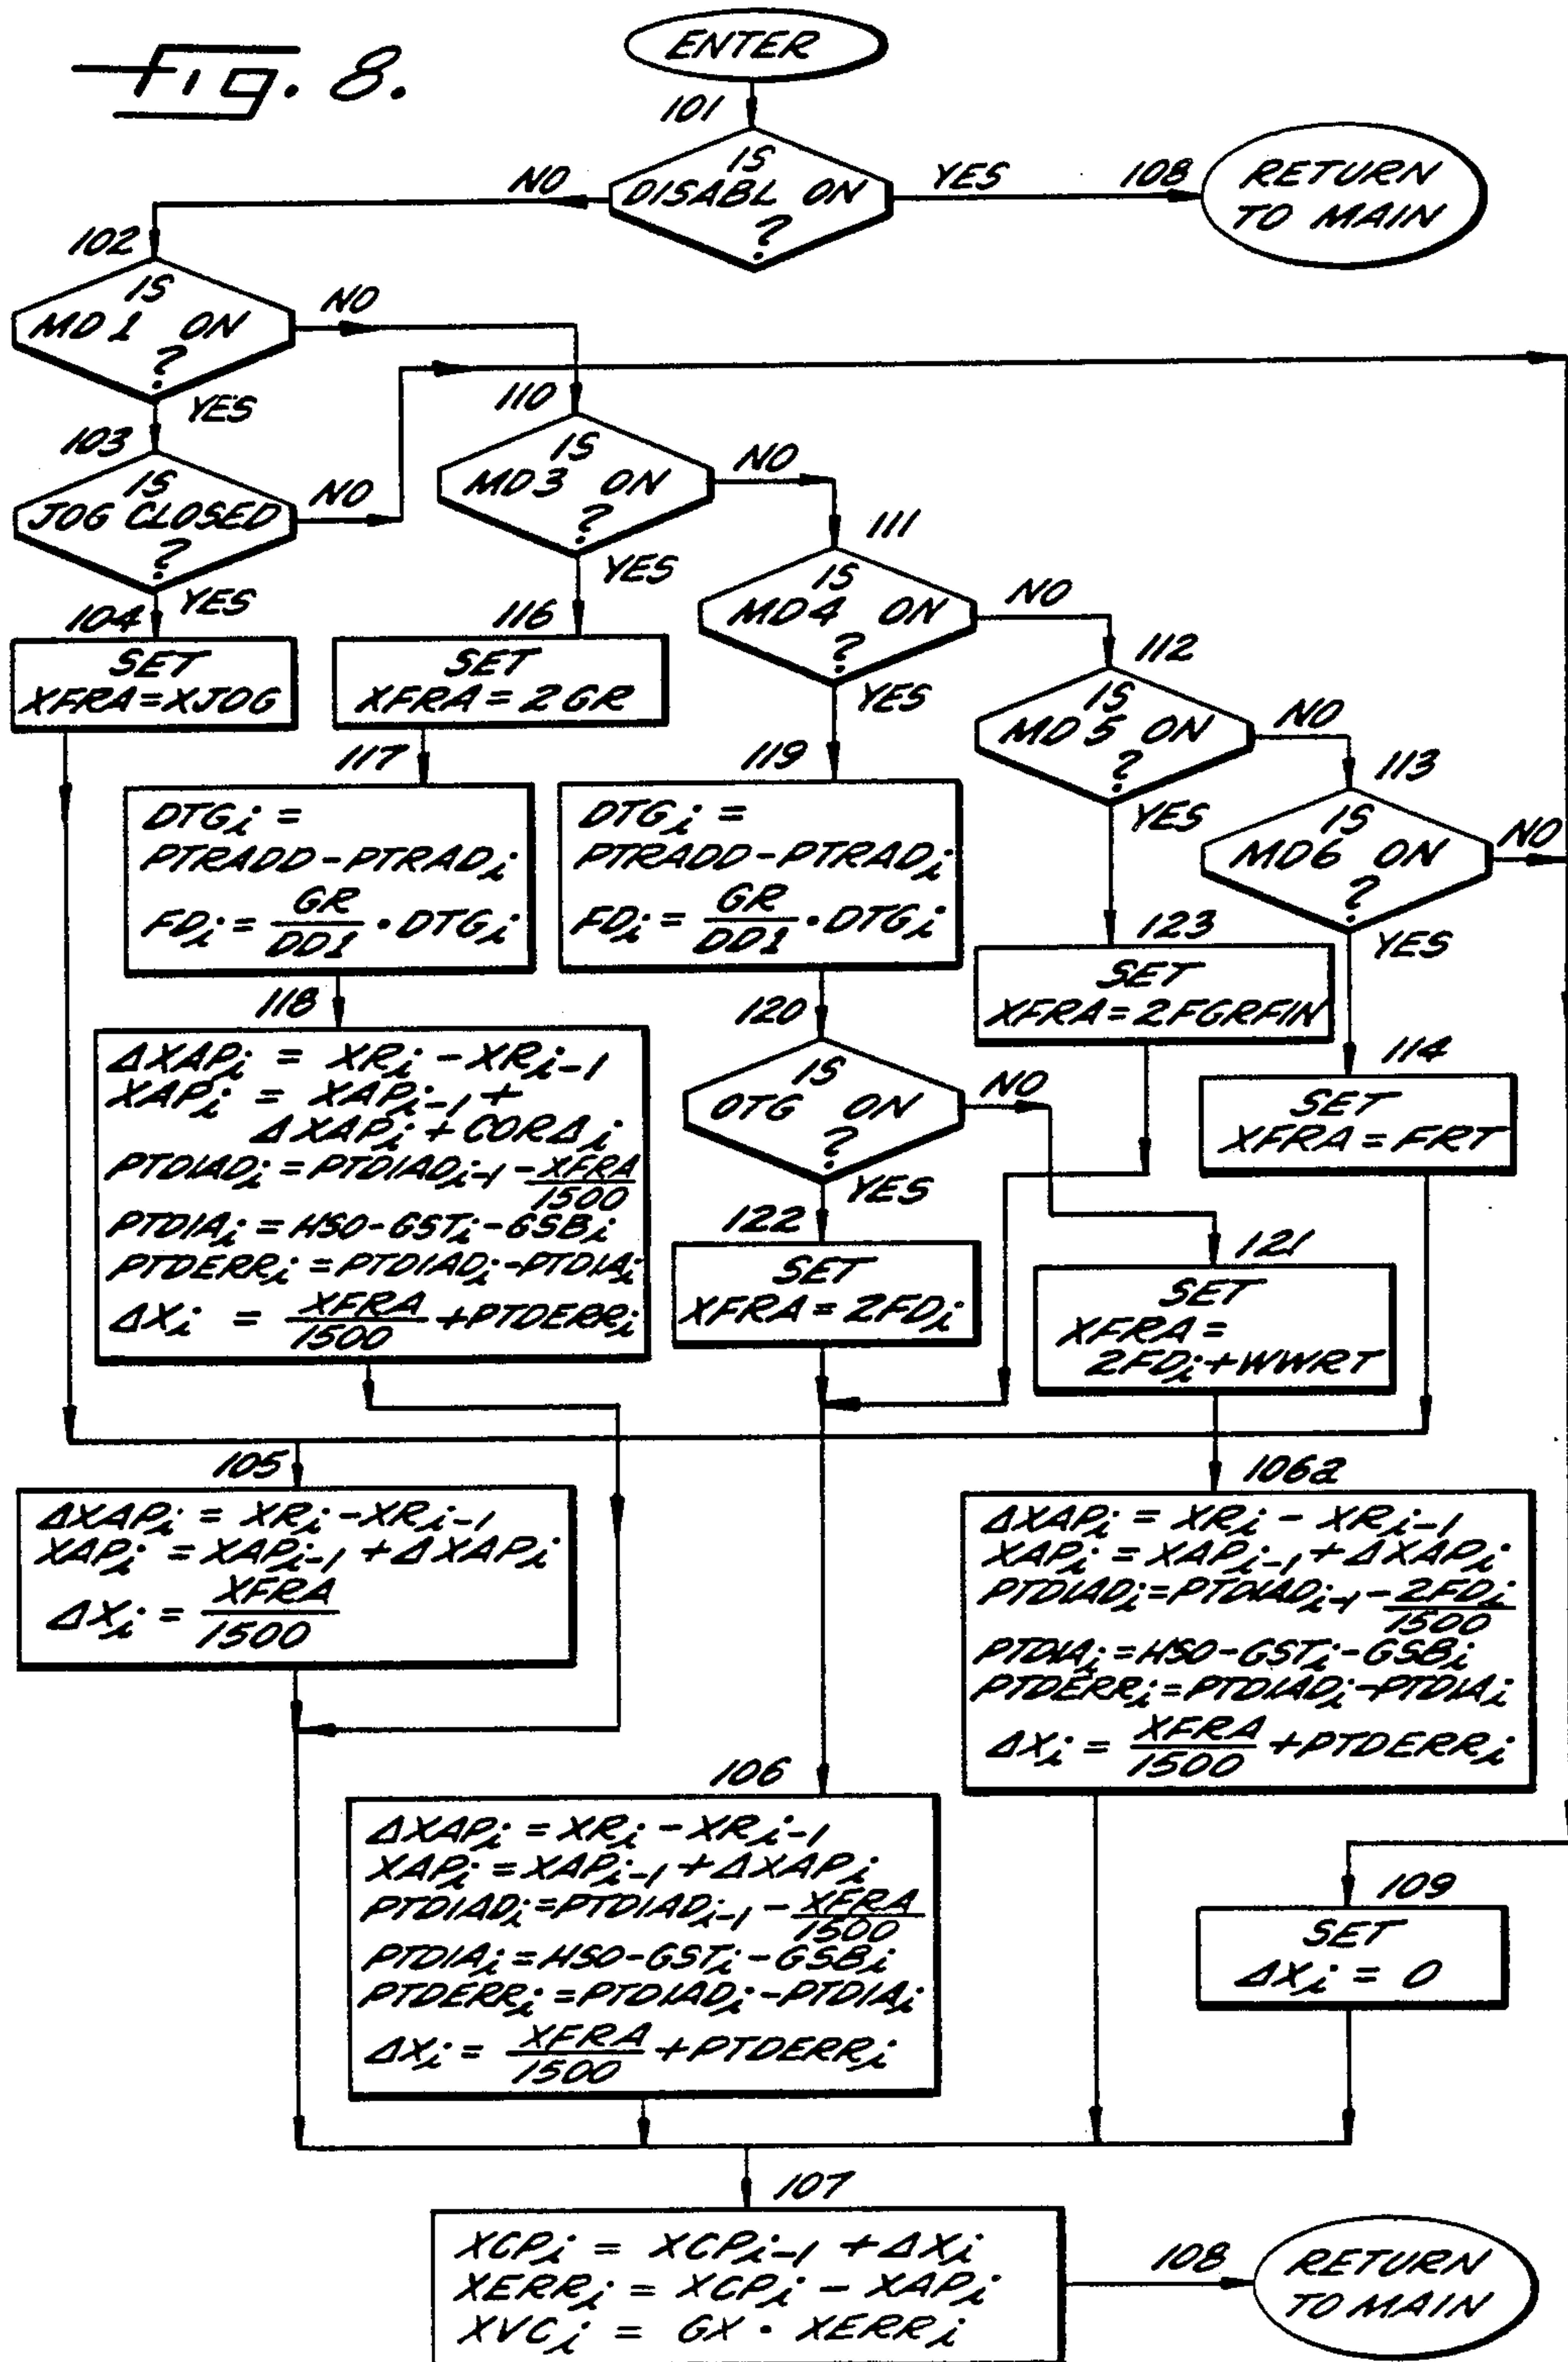 Fig. 8.
ENTER
101
IS
DISABL ON
?
NO
YES
108
RETURN
TO MAIN
102
IS
MD1 ON
?
NO
YES
103
IS
JOG CLOSED
?
NO
YES
104
SET
XFRA=XJOG
110
IS
MD3 ON
?
NO
YES
116
SET
XFRA=2GR
117
DTGi =
PTRADD-PTRADi
FDi = GR/DD1 • DTGi
118
ΔXAPi = XRi - XRi-1
XAPi = XAPi-1 +
ΔXAPi + CORΔi
PTDIADi = PTDIADi-1 - XFRA/1500
PTDIAi = HSO-GSTi-GSBi
PTDERRi = PTDIADi-PTDIAi
ΔXi = XFRA/1500 + PTDERRi
111
IS
MD4 ON
?
NO
YES
119
DTGi =
PTRADD-PTRADi
FDi = GR/DD1 • DTGi
120
IS
OTG ON
?
NO
YES
122
SET
XFRA=2FDi
121
SET
XFRA=
2FDi+WWRT
112
IS
MD5 ON
?
NO
YES
123
SET
XFRA=2FGRFIN
113
IS
MD6 ON
?
NO
YES
114
SET
XFRA=FRT
105
ΔXAPi = XRi - XRi-1
XAPi = XAPi-1 + ΔXAPi
ΔXi = XFRA/1500
106a
ΔXAPi = XRi - XRi-1
XAPi = XAPi-1 + ΔXAPi
PTDIADi = PTDIADi-1 - 2FDi/1500
PTDIAi = HSO-GSTi-GSBi
PTDERRi = PTDIADi-PTDIAi
ΔXi = XFRA/1500 + PTDERRi
106
ΔXAPi = XRi - XRi-1
XAPi = XAPi-1 + ΔXAPi
PTDIADi = PTDIADi-1 - XFRA/1500
PTDIAi = HSO-GSTi-GSBi
PTDERRi = PTDIADi-PTDIAi
ΔXi = XFRA/1500 + PTDERRi
109
SET
ΔXi = 0
107
XCPi = XCPi-1 + ΔXi
XERRi = XCPi - XAPi
XVCi = GX • XERRi
108
RETURN
TO MAIN